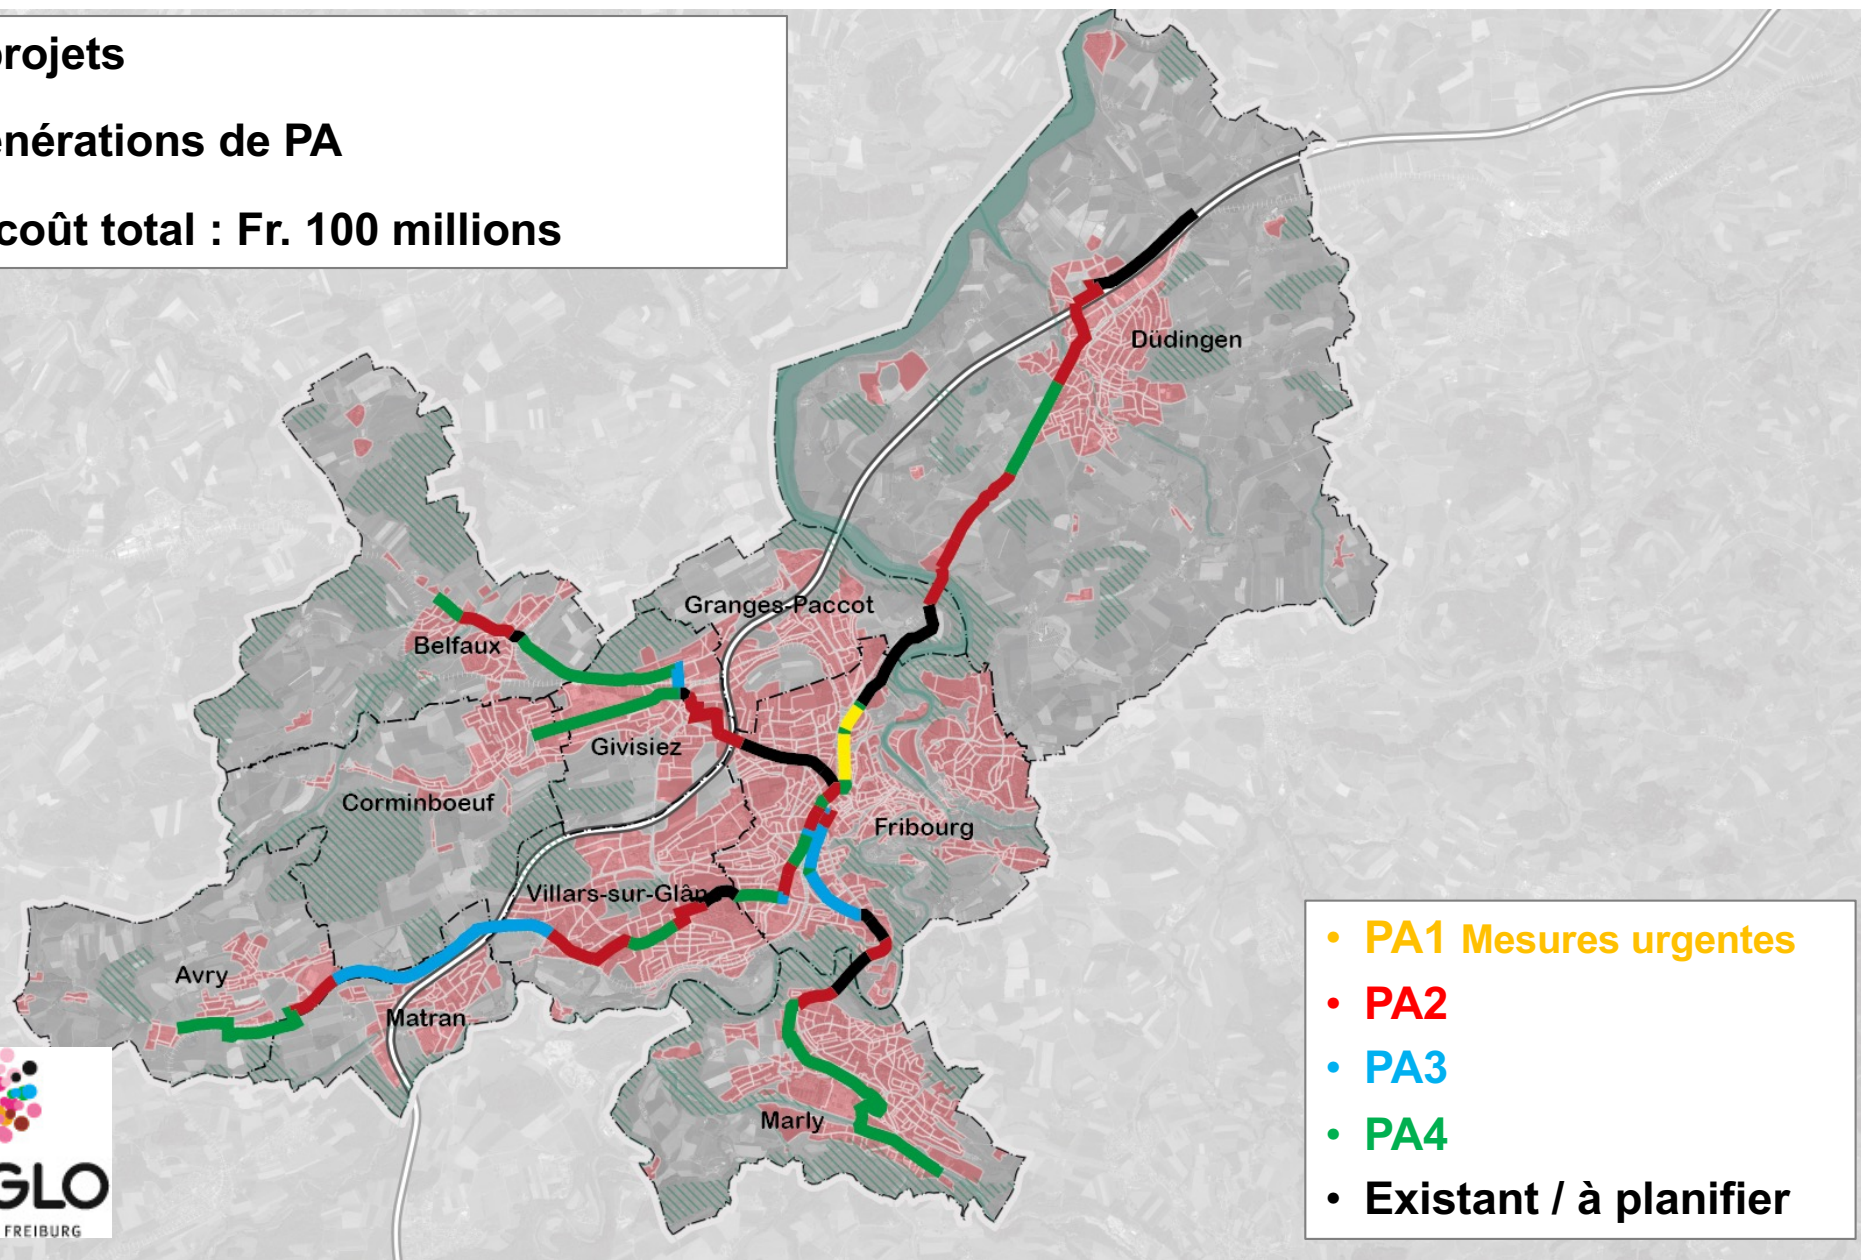 rojets
nérations de PA
coût total : Fr. 100 millions
Düdingen
Granges-Paccot
Belfaux
Givisiez
Corminboeuf
Fribourg
Villars-sur-Glân
Avry
Matran
Marly
• PA1 Mesures urgentes
• PA2
• PA3
• PA4
• Existant / à planifier
GLO
FREIBURG